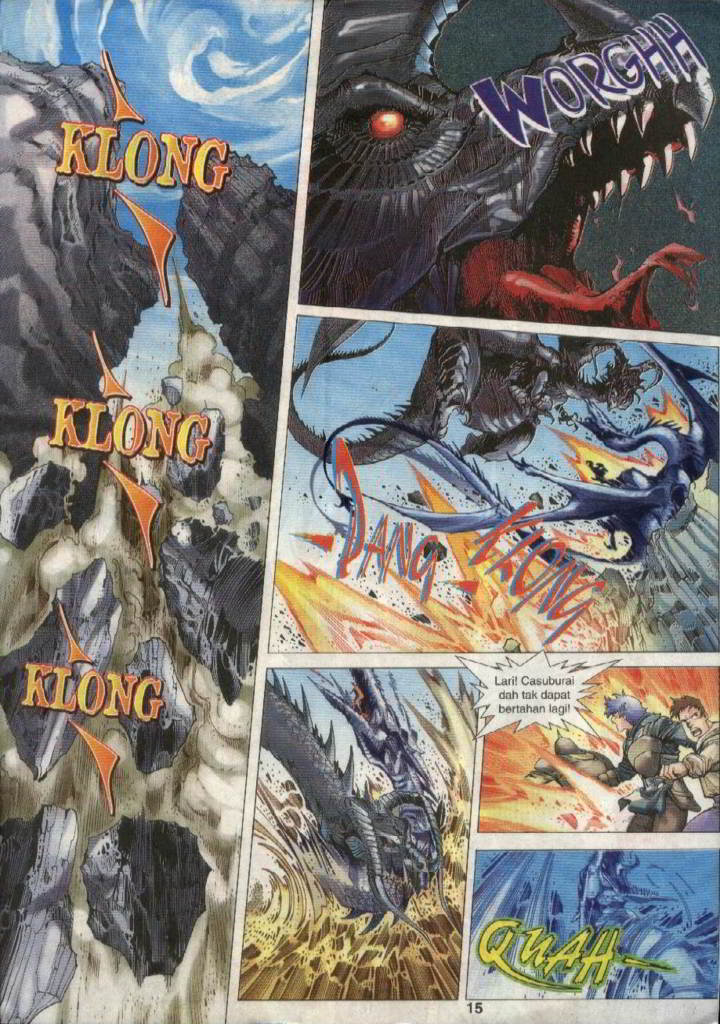 KLONG
KLONG
KLONG
WORGHH
DANG
KLONG
Lari! Casuburai
dah tak dapat
bertahan lagi!
QUAH
15